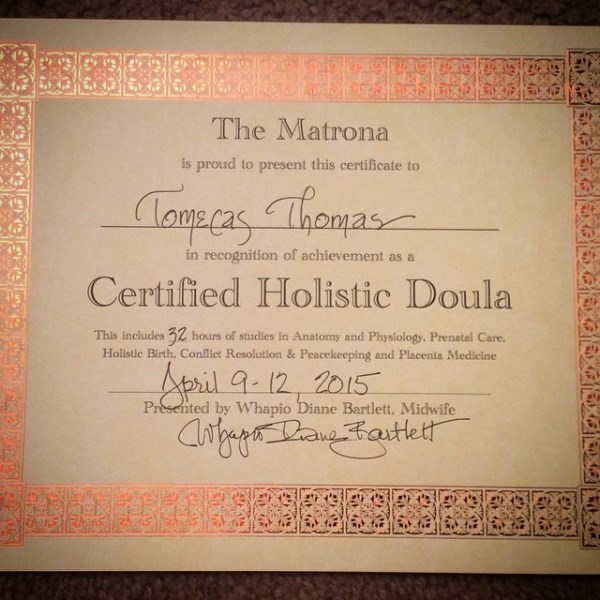 The Matrona
is proud to present this certificate to
Tomecas Thomas
in recognition of achievement as a
Certified Holistic Doula
This includes 32 hours of studies in Anatomy and Physiology, Prenatal Care,
Holistic Birth, Conflict Resolution & Peacekeeping and Placenta Medicine
April 9-12, 2015
Presented by Whapio Diane Bartlett, Midwife
Whapio Diane Bartlett